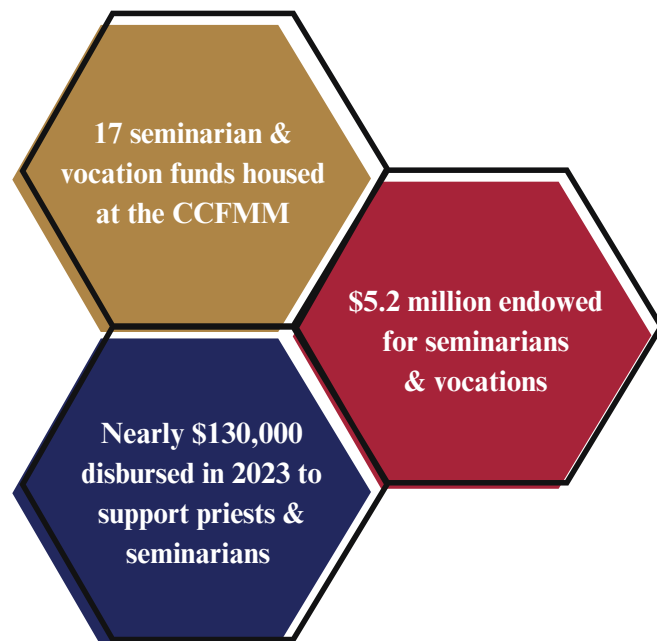 17 seminarian &
vocation funds housed
at the CCFMM
$5.2 million endowed
for seminarians
& vocations
Nearly $130,000
disbursed in 2023 to
support priests &
seminarians